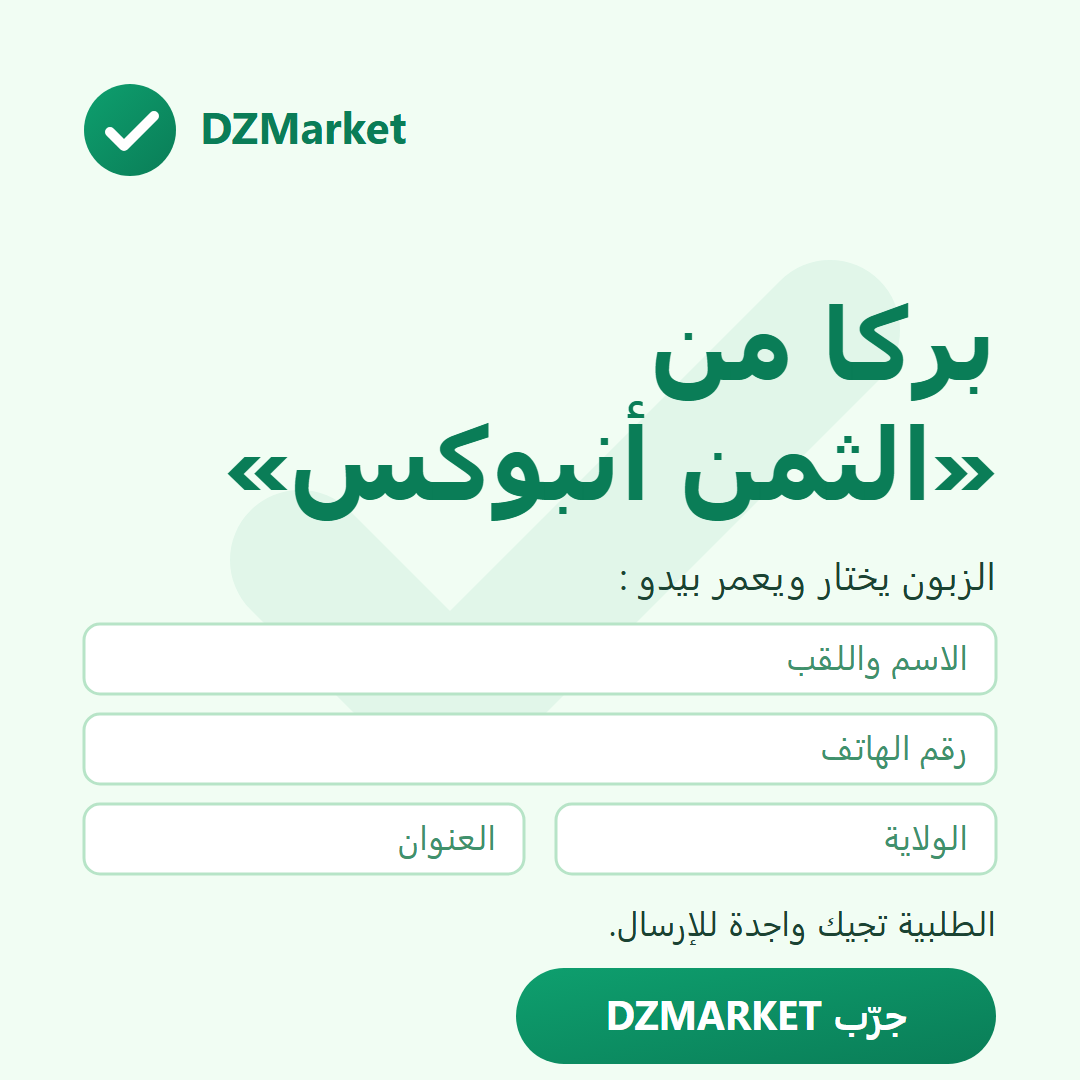 DZMarket
بركا من
«الثمن أنبوكس»
الزبون يختار ويعمر بيدو :
الاسم واللقب
رقم الهاتف
الولاية
العنوان
الطلبية تجيك واجدة للإرسال.
جرّب DZMARKET